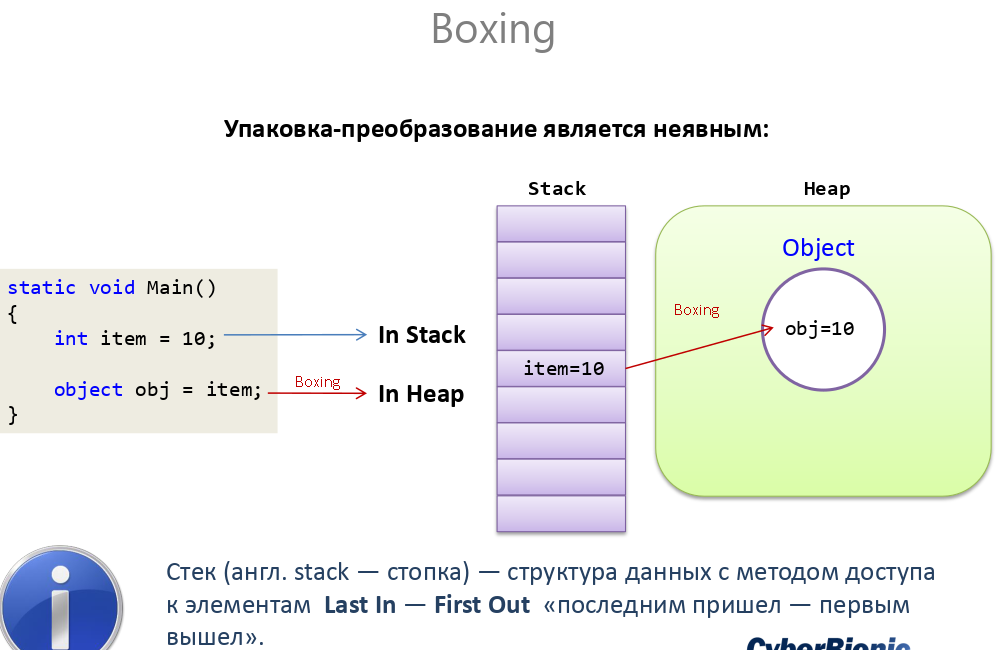 Boxing
Упаковка-преобразование является неявным:
Stack
Heap
static void Main()
{
int item = 10;
object obj = item;
}
Boxing
In Stack
In Heap
item=10
Boxing
Object
obj=10
Стек (англ. stack — стопка) — структура данных с методом доступа
к элементам Last In — First Out «последним пришел — первым
вышел».
CyberBionic